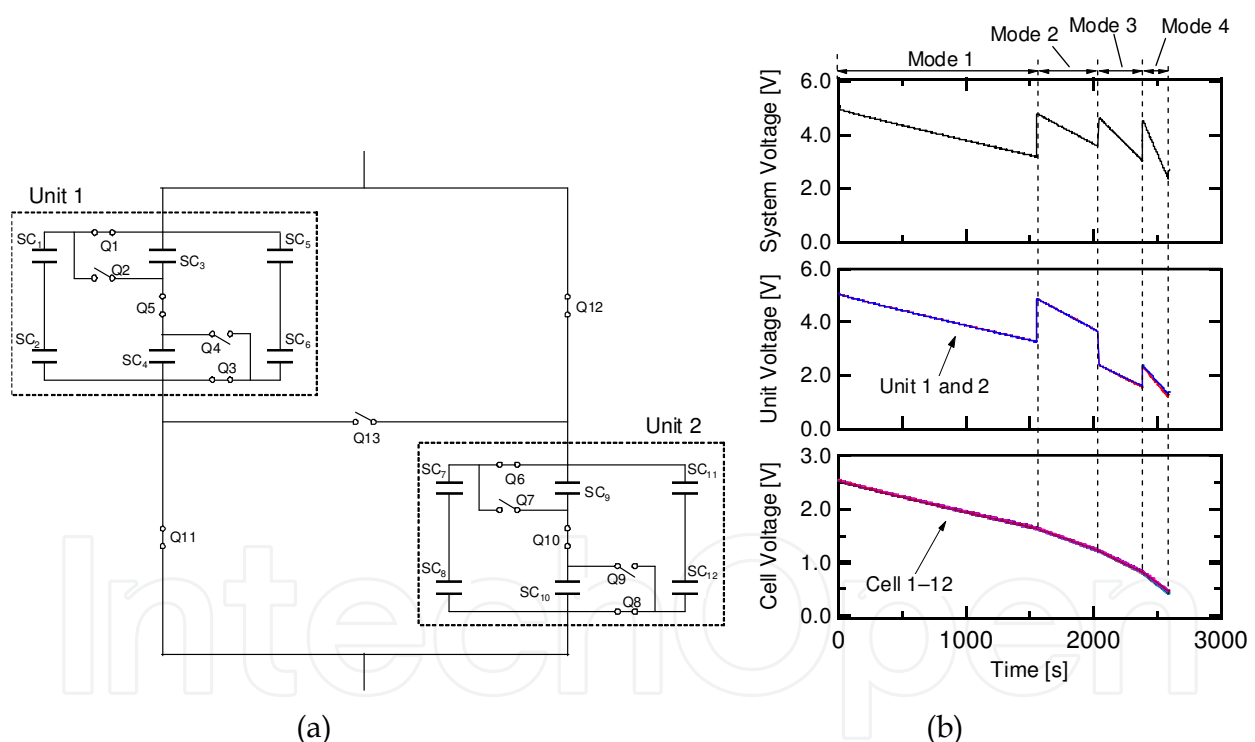 Unit 1
SC1
Q1
SC3
SC5
Q2
Q5
SC2
Q4
SC4
SC6
Q3
Q12
Q13
Unit 2
SC7
Q6
SC11
Q7
SC9
Q11
Q10
SC8
Q9
SC12
SC10
Q8
(a)
Mode 1
Mode 2
Mode 3
Mode 4
System Voltage [V]
6.0
4.0
2.0
0.0
Unit Voltage [V]
6.0
4.0
2.0
0.0
Unit 1 and 2
Cell Voltage [V]
3.0
2.0
1.0
0.0
Cell 1–12
0 1000 2000 3000
Time [s]
(b)
IntechOpen